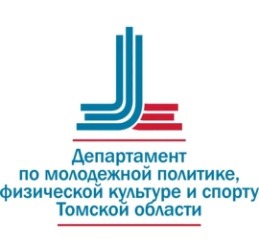 Департамент
по молодежной политике,
физической культуре и спорту
Томской области